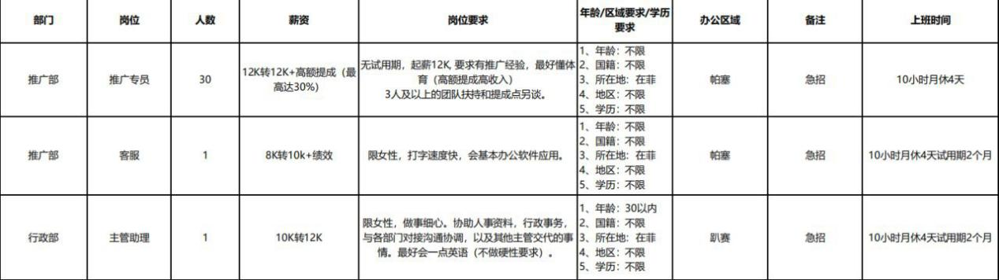 部门 岗位 人数 薪资 岗位要求 年龄/区域要求/学历要求 办公区域 备注 上班时间
推广部 推广专员 30 12K转12K+高额提成（最高达30%） 无试用期，起薪12K, 要求有推广经验，最好懂体育（高额提成高收入）
3人及以上的团队扶持和提成点另谈。
1、年龄：不限
2、国籍：不限
3、所在地：在菲
4、地区：不限
5、学历：不限
帕塞 急招 10小时月休4天
推广部 客服 1 8K转10k+绩效 限女性，打字速度快，会基本办公软件应用。
1、年龄：不限
2、国籍：不限
3、所在地：在菲
4、地区：不限
5、学历：不限
帕塞 急招 10小时月休4天试用期2个月
行政部 主管助理 1 10K转12K 限女性，做事细心。协助人事资料，行政事务，与各部门对接沟通协调，以及其他主管交代的事情。最好会一点英语（不做硬性要求）。
1、年龄：30以内
2、国籍：不限
3、所在地：在菲
4、地区：不限
5、学历：不限
趴赛 急招 10小时月休4天试用期2个月